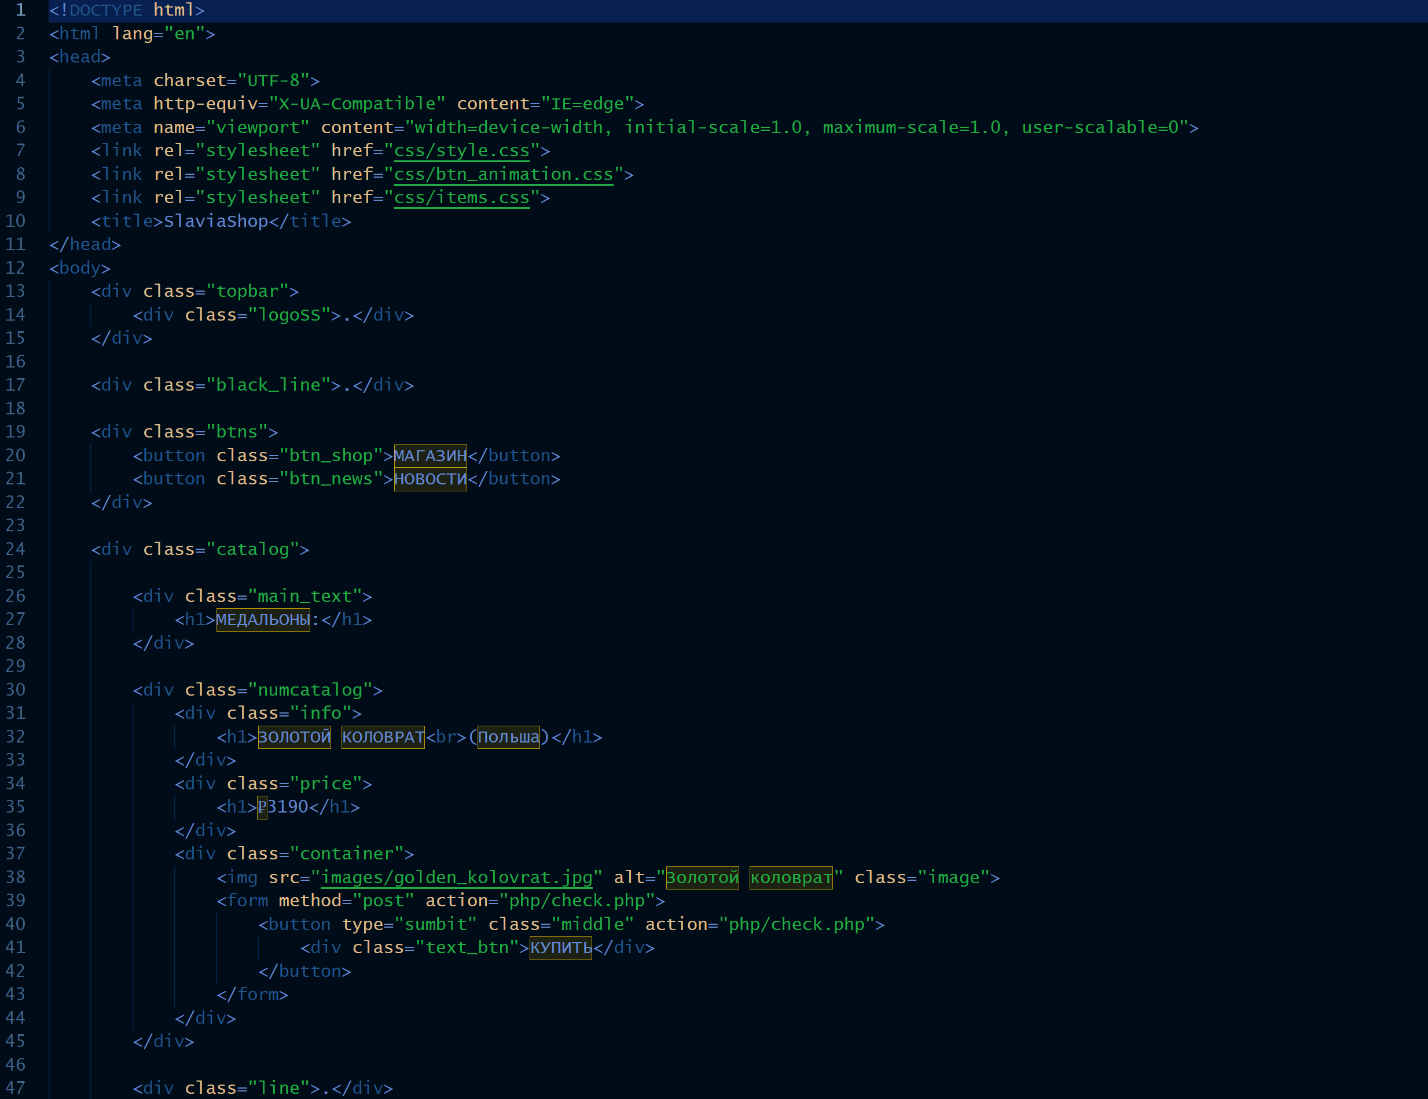 1 <!DOCTYPE html>
2 <html lang="en">
3 <head>
4     <meta charset="UTF-8">
5     <meta http-equiv="X-UA-Compatible" content="IE=edge">
6     <meta name="viewport" content="width=device-width, initial-scale=1.0, maximum-scale=1.0, user-scalable=0">
7     <link rel="stylesheet" href="css/style.css">
8     <link rel="stylesheet" href="css/btn_animation.css">
9     <link rel="stylesheet" href="css/items.css">
10     <title>SlaviaShop</title>
11 </head>
12 <body>
13     <div class="topbar">
14         <div class="logoSS">.</div>
15     </div>
16
17     <div class="black_line">.</div>
18
19     <div class="btns">
20         <button class="btn_shop">МАГАЗИН</button>
21         <button class="btn_news">НОВОСТИ</button>
22     </div>
23
24     <div class="catalog">
25
26         <div class="main_text">
27             <h1>МЕДАЛЬОНЫ:</h1>
28         </div>
29
30         <div class="numcatalog">
31             <div class="info">
32                 <h1>ЗОЛОТОЙ КОЛОВРАТ<br>(Польша)</h1>
33             </div>
34             <div class="price">
35                 <h1>₽3190</h1>
36             </div>
37             <div class="container">
38                 <img src="images/golden_kolovrat.jpg" alt="Золотой коловрат" class="image">
39                 <form method="post" action="php/check.php">
40                     <button type="sumbit" class="middle" action="php/check.php">
41                         <div class="text_btn">КУПИТЬ</div>
42                     </button>
43                 </form>
44             </div>
45         </div>
46
47         <div class="line">.</div>